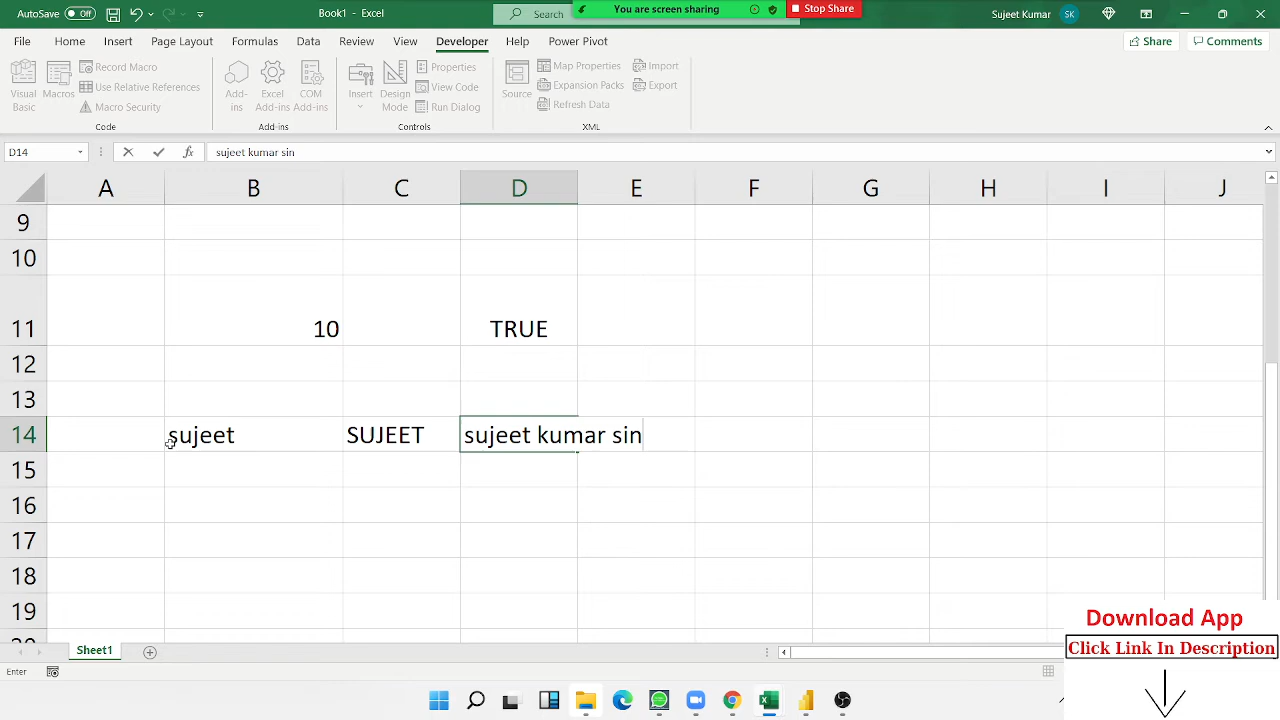 AutoSave Off Book1 - Excel Search You are screen sharing Stop Share Sujeet Kumar SK
File Home Insert Page Layout Formulas Data Review View Developer Help Power Pivot Share Comments
Visual Basic
Macros
Record Macro
Use Relative References
Macro Security
Code
Add-ins
Excel Add-ins
COM Add-ins
Add-ins
Insert
Design Mode
Properties
View Code
Run Dialog
Controls
Source
Map Properties
Expansion Packs
Refresh Data
Import
Export
XML
D14 fx sujeet kumar sin
A B C D E F G H I J
9
10
11 10 TRUE
12
13
14 sujeet SUJEET sujeet kumar sin
15
16
17
18
19
Download App
Click Link In Description
Sheet1
Enter